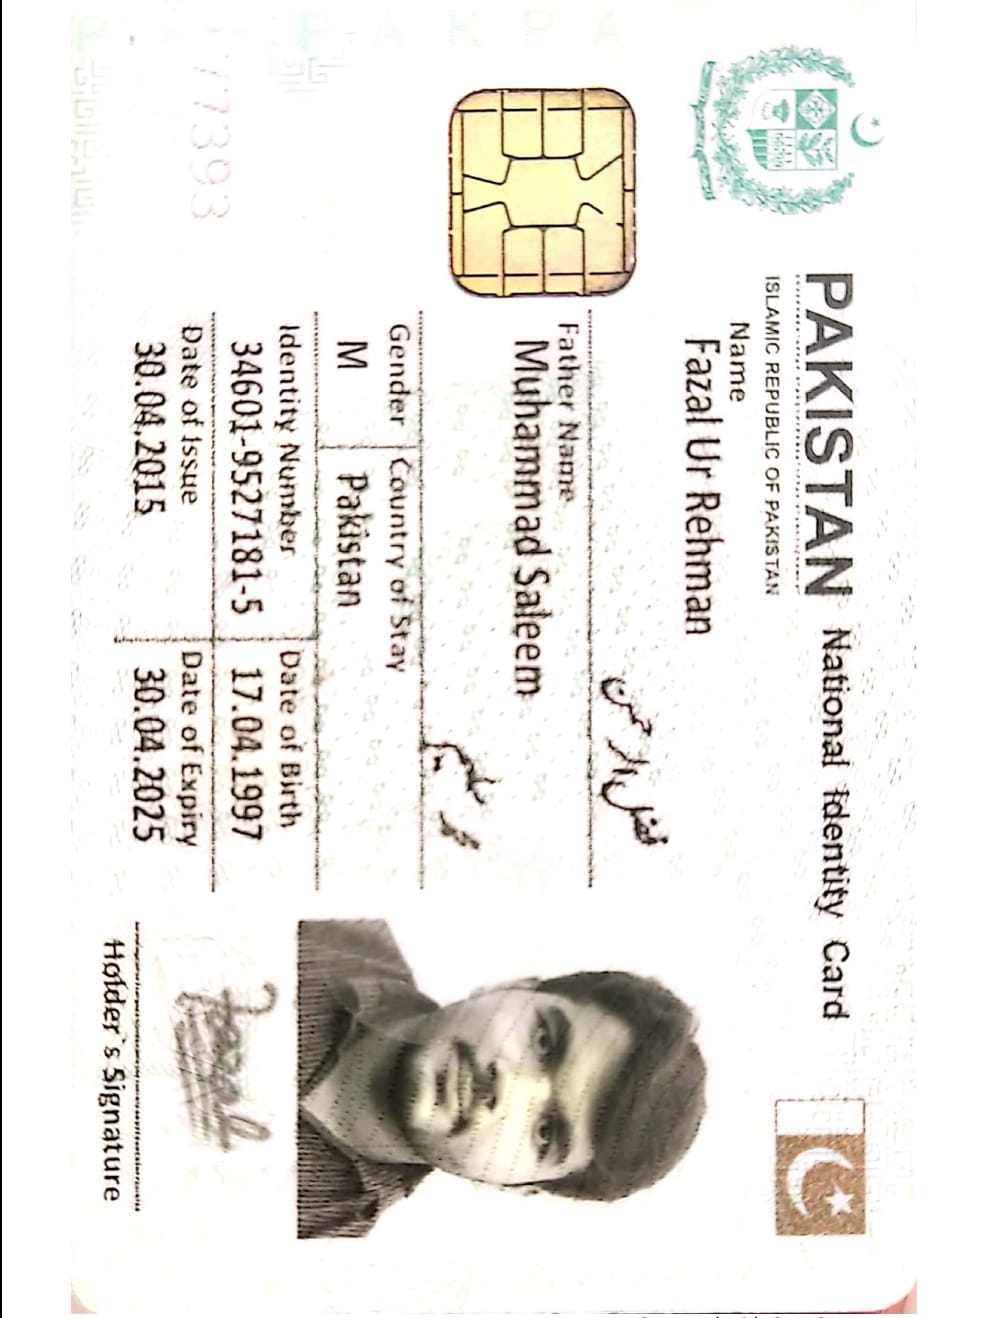 PAKISTAN National Identity Card
ISLAMIC REPUBLIC OF PAKISTAN
Name
Fazal Ur Rehman
فضل الرحمن
Father Name
Muhammad Saleem
محمد سلیم
Gender Country of Stay
M Pakistan
Identity Number Date of Birth
34601-9527181-5 17.04.1997
Date of Issue Date of Expiry
30.04.2015 30.04.2025
Holder's Signature
77393